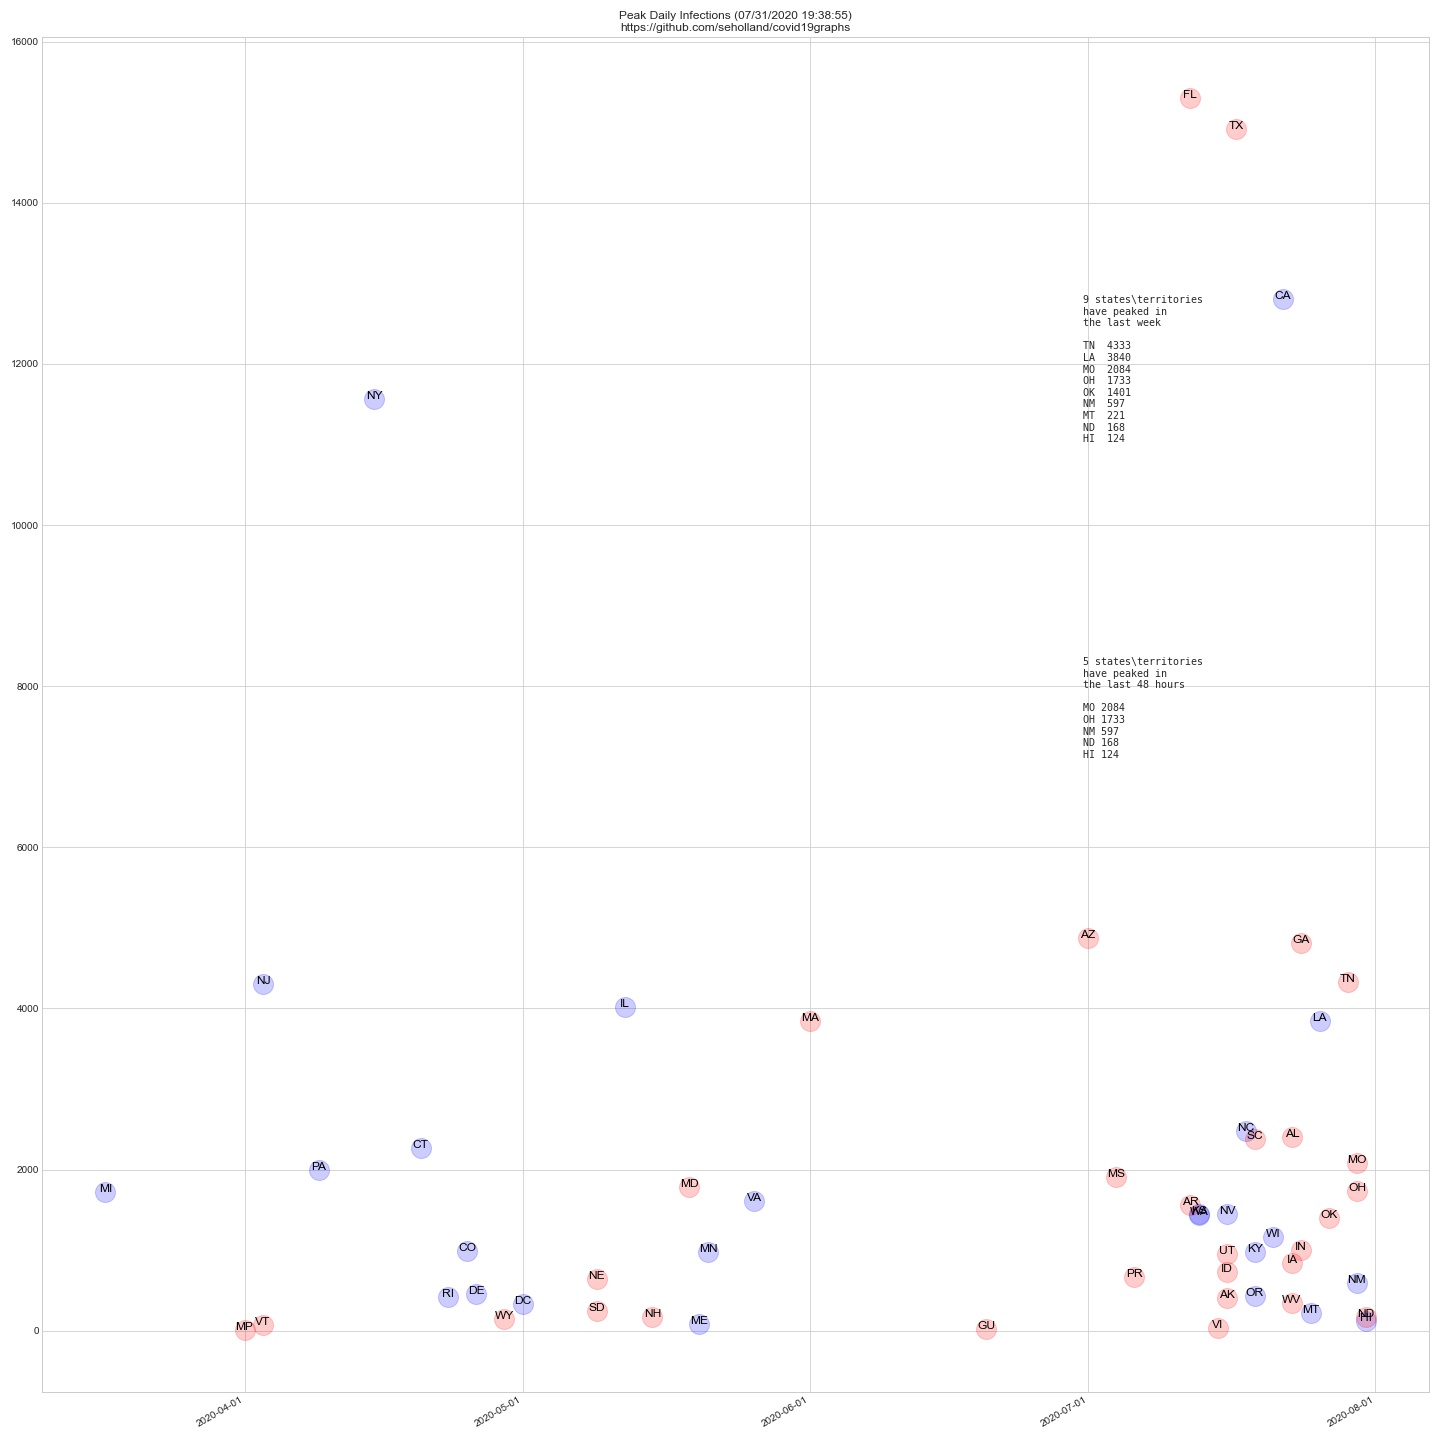 Peak Daily Infections (07/31/2020 19:38:55)
https://github.com/seholland/covid19graphs
16000
FL
TX
14000
CA
9 states\territories
have peaked in
the last week
TN 4333
LA 3840
MO 2084
OH 1733
OK 1401
NM 597
MT 221
ND 168
HI 124
12000
NY
10000
5 states\territories
have peaked in
the last 48 hours
MO 2084
OH 1733
NM 597
ND 168
HI 124
8000
6000
AZ
GA
NJ
TN
4000
IL
MA
LA
NC
SC
AL
CT
2000
PA
MO
MI
MD
MS
OH
VA
AR
WA
NV
OK
WI
CO
MN
UT
KY
IN
IA
NE
PR
ID
NM
RI
DE
DC
AK
OR
WV
WY
SD
NH
MT
ME
VT
MP
GU
VI
ND
HI
0
2020-04-01
2020-05-01
2020-06-01
2020-07-01
2020-08-01